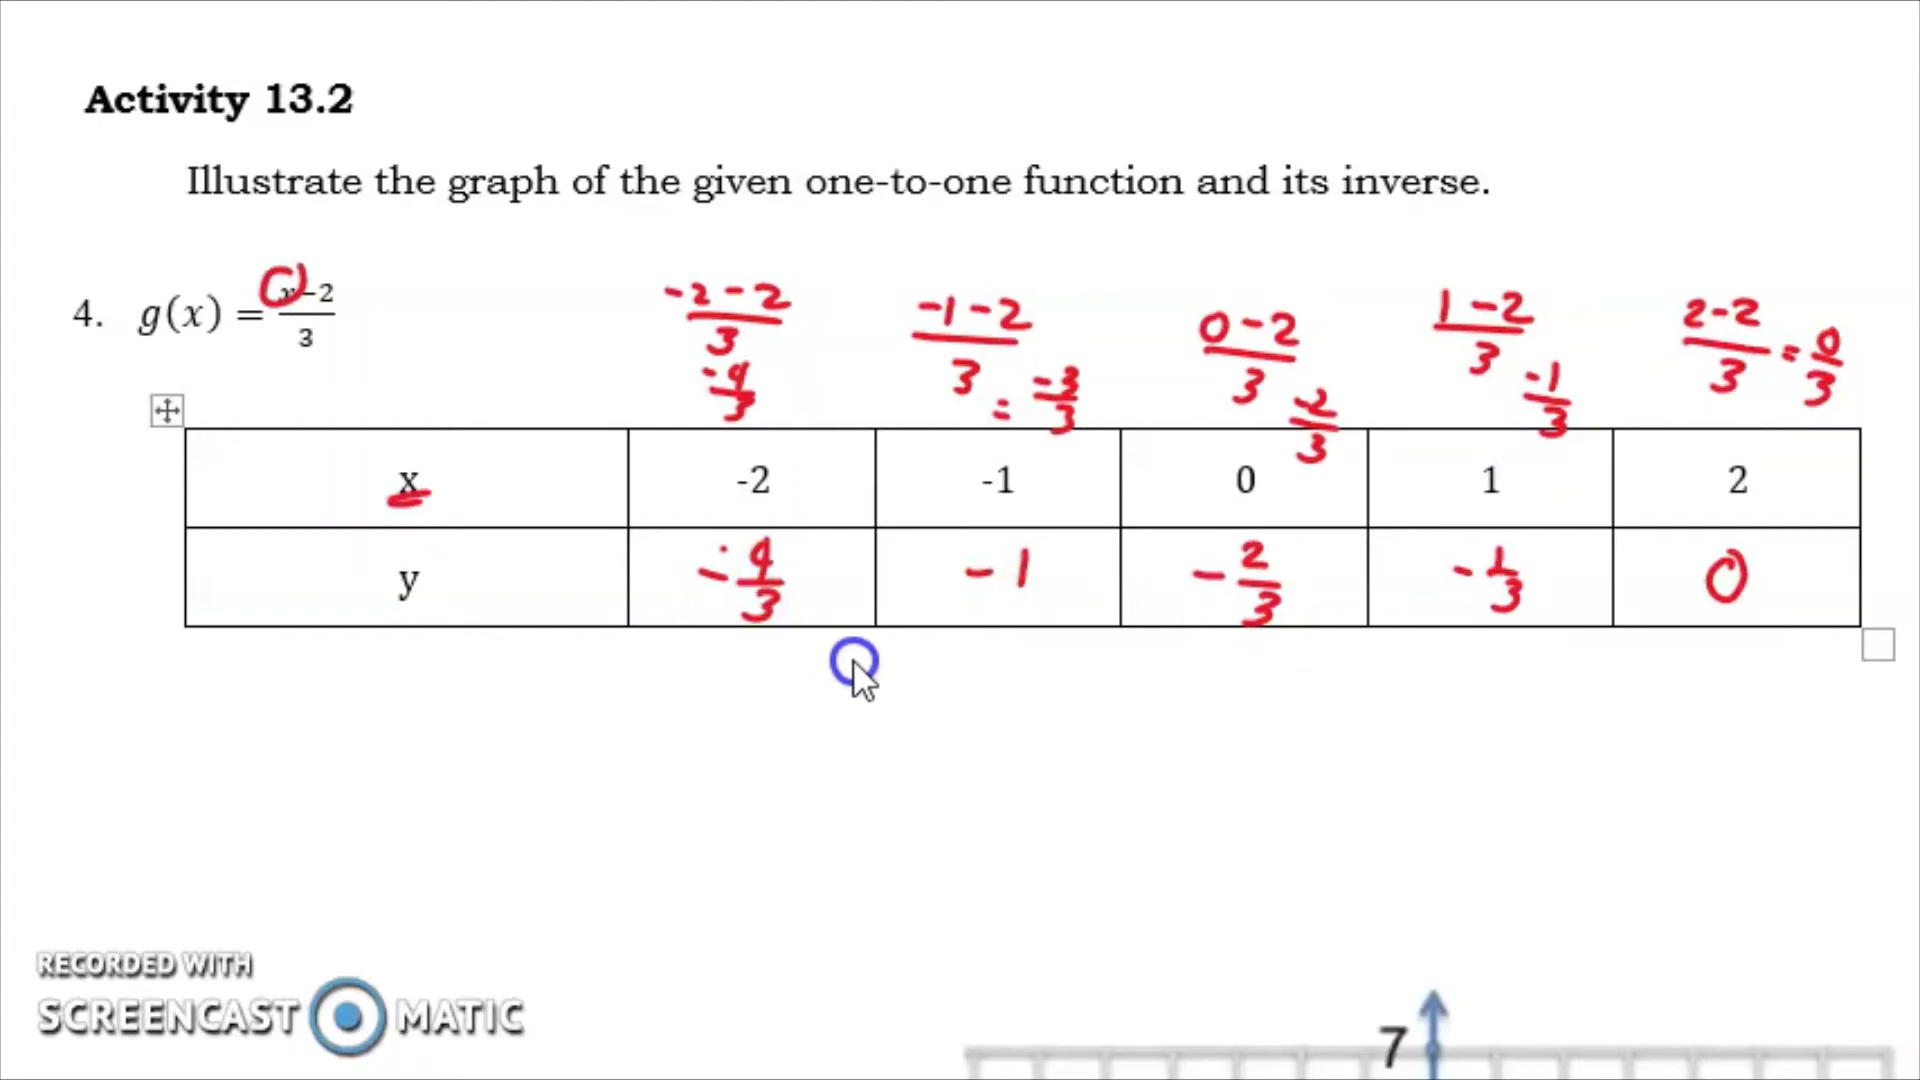 Activity 13.2
Illustrate the graph of the given one-to-one function and its inverse.
4. g(x) = x−2/3
-2-2/3 -4/3
-1-2/3 = -3/3
0-2/3 -2/3
1-2/3 -1/3
2-2/3 = 0/3
x -2 -1 0 1 2
y -4/3 -1 -2/3 -1/3 0
RECORDED WITH
SCREENCAST MATIC
7